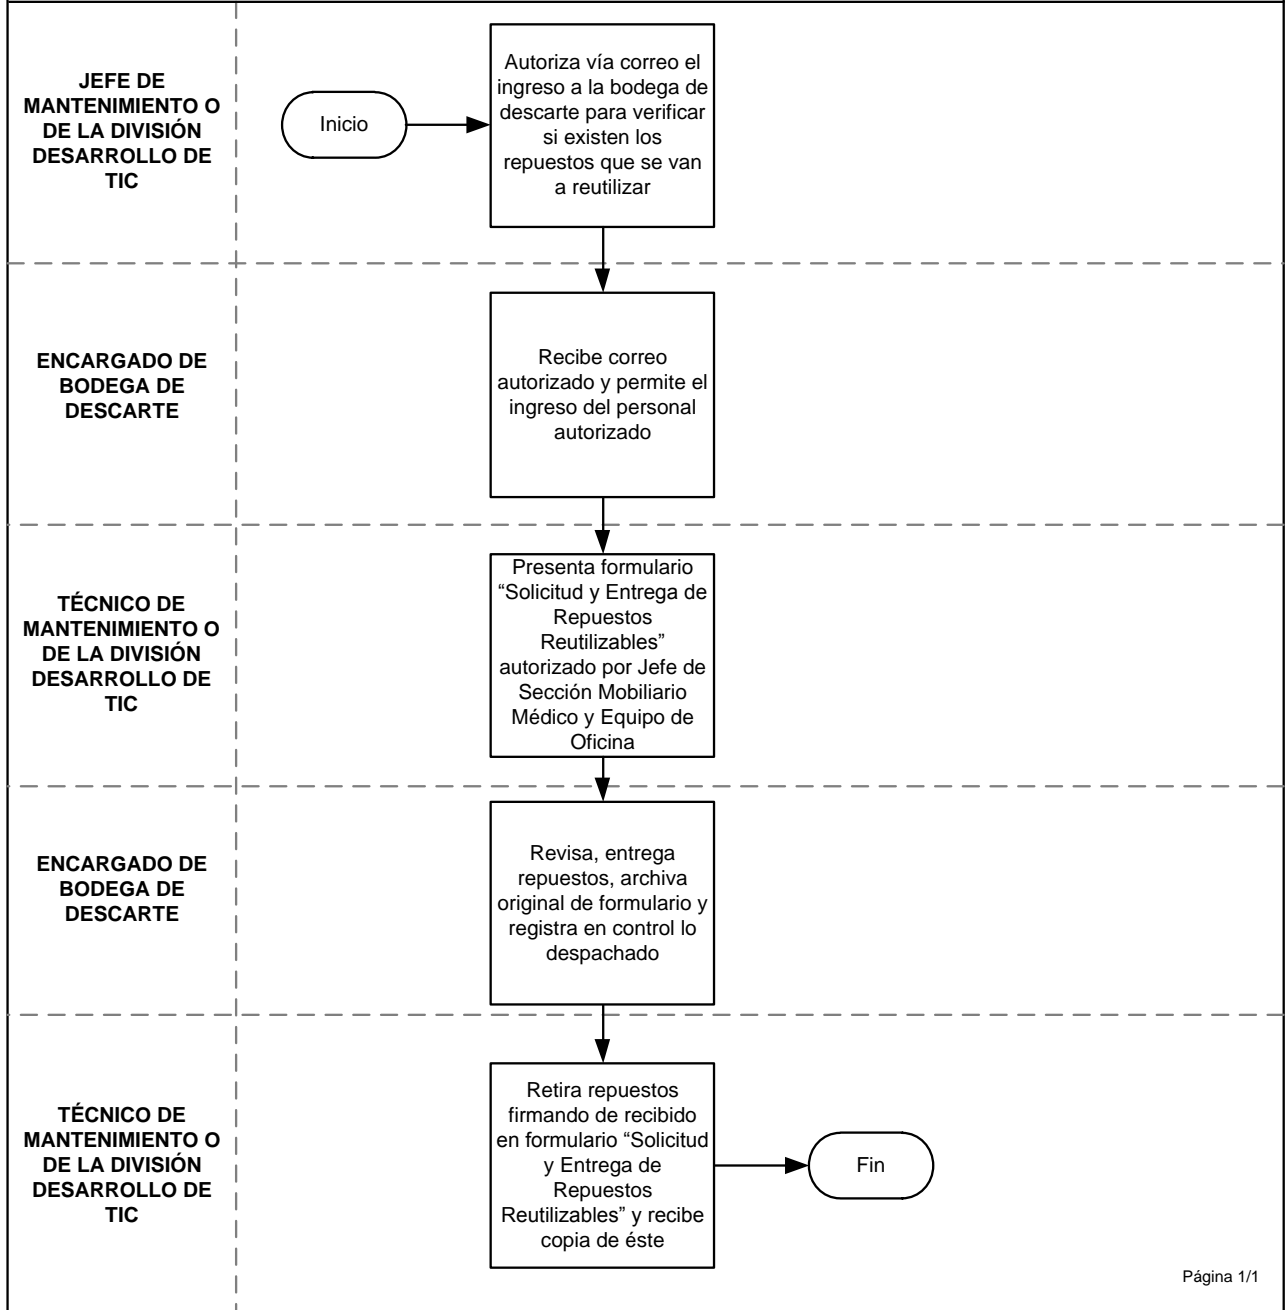 JEFE DE
MANTENIMIENTO O
DE LA DIVISIÓN
DESARROLLO DE
TIC
Inicio
Autoriza vía correo el
ingreso a la bodega de
descarte para verificar
si existen los
repuestos que se van
a reutilizar
ENCARGADO DE
BODEGA DE
DESCARTE
Recibe correo
autorizado y permite el
ingreso del personal
autorizado
TÉCNICO DE
MANTENIMIENTO O
DE LA DIVISIÓN
DESARROLLO DE
TIC
Presenta formulario
“Solicitud y Entrega de
Repuestos
Reutilizables”
autorizado por Jefe de
Sección Mobiliario
Médico y Equipo de
Oficina
ENCARGADO DE
BODEGA DE
DESCARTE
Revisa, entrega
repuestos, archiva
original de formulario y
registra en control lo
despachado
TÉCNICO DE
MANTENIMIENTO O
DE LA DIVISIÓN
DESARROLLO DE
TIC
Retira repuestos
firmando de recibido
en formulario “Solicitud
y Entrega de
Repuestos
Reutilizables” y recibe
copia de éste
Fin
Página 1/1